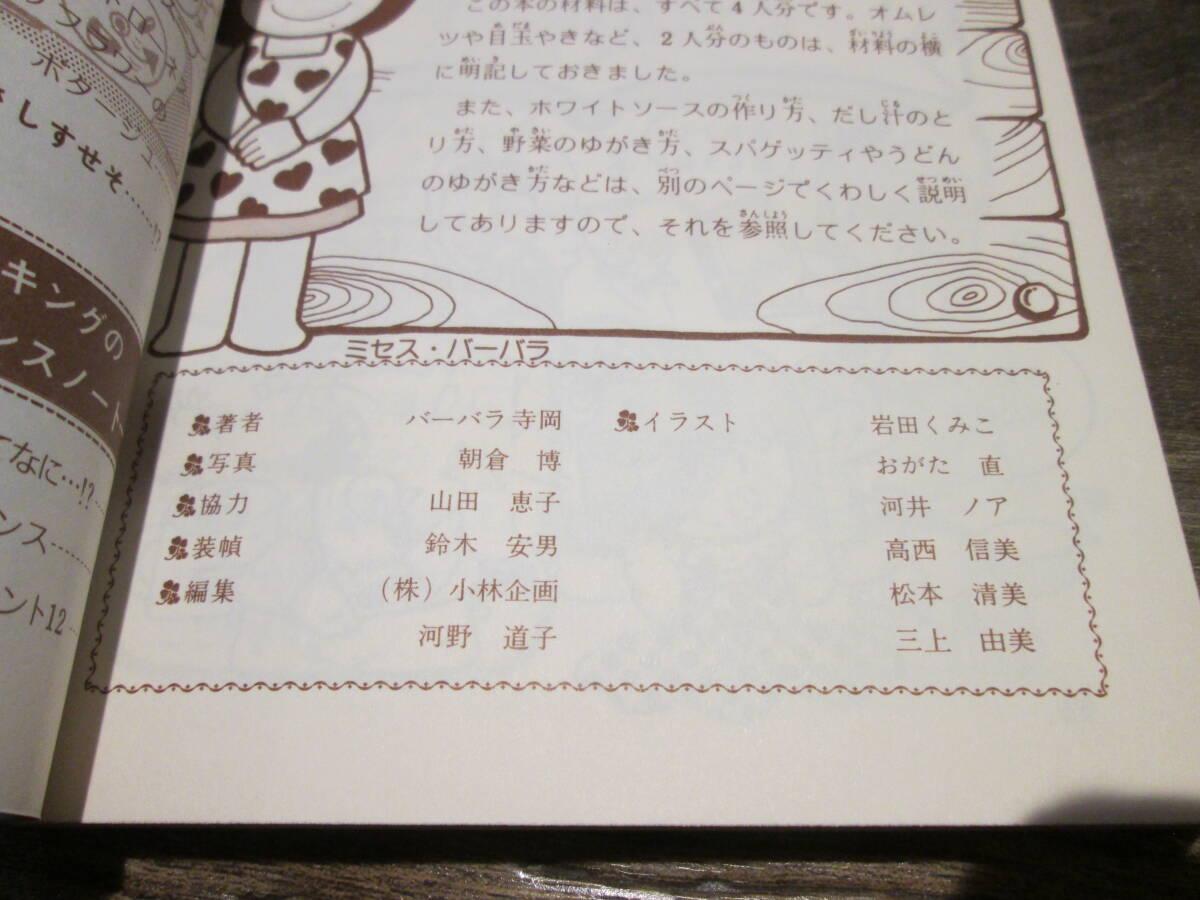 ポタージュ
しすせそ……!?
キングの
ンスノート
てなに…!?…
ンス……
ント12…
この本の材料は、すべて4人分です。オムレ
ツや目玉やきなど、2人分のものは、材料の横
に明記しておきました。
また、ホワイトソースの作り方、だし汁のと
り方、野菜のゆがき方、スパゲッティやうどん
のゆがき方などは、別のページでくわしく説明
してありますので、それを参照してください。
ミセス・バーバラ
著者 バーバラ寺岡
写真 朝倉 博
協力 山田 恵子
装幀 鈴木 安男
編集 (株)小林企画
河野 道子
イラスト 岩田くみこ
おがた 直
河井 ノア
高西 信美
松本 清美
三上 由美